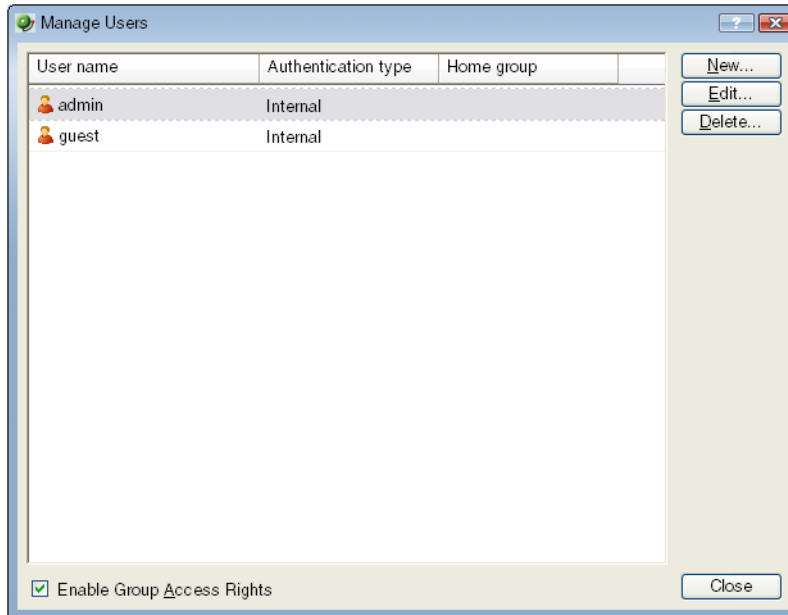 Manage Users
User name Authentication type Home group
admin Internal
guest Internal
New...
Edit...
Delete...
Enable Group Access Rights
Close